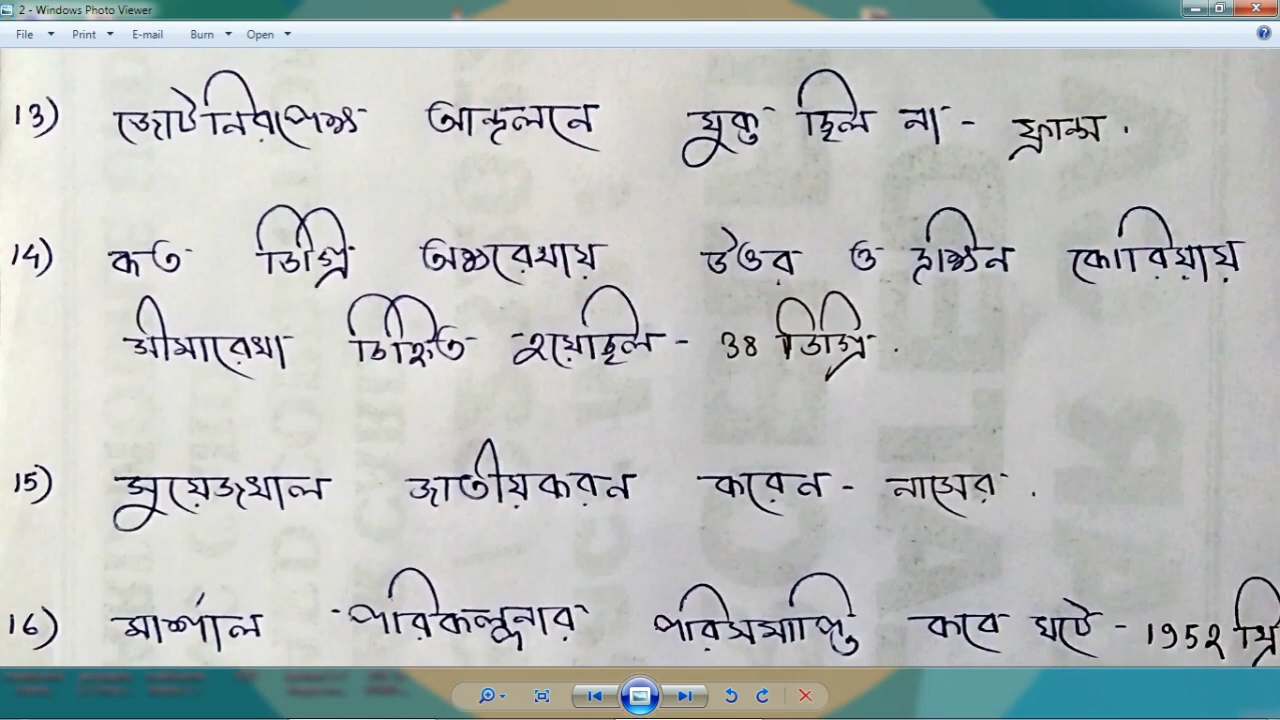 2 - Windows Photo Viewer
File Print E-mail Burn Open
13) জোটনিরপেক্ষ আন্দলনে যুক্ত ছিল না - ফ্রান্স.
14) কত ডিগ্রি অক্ষরেখায় উত্তর ও দক্ষিন কোরিয়ায়
সীমারেখা চিহ্নিত হয়েছিল - 38 ডিগ্রি.
15) সুয়েজখাল জাতীয়করন করেন - নাসের.
16) মার্শাল পরিকল্পনার পরিসমাপ্তি কবে ঘটে - 1952 খ্রি